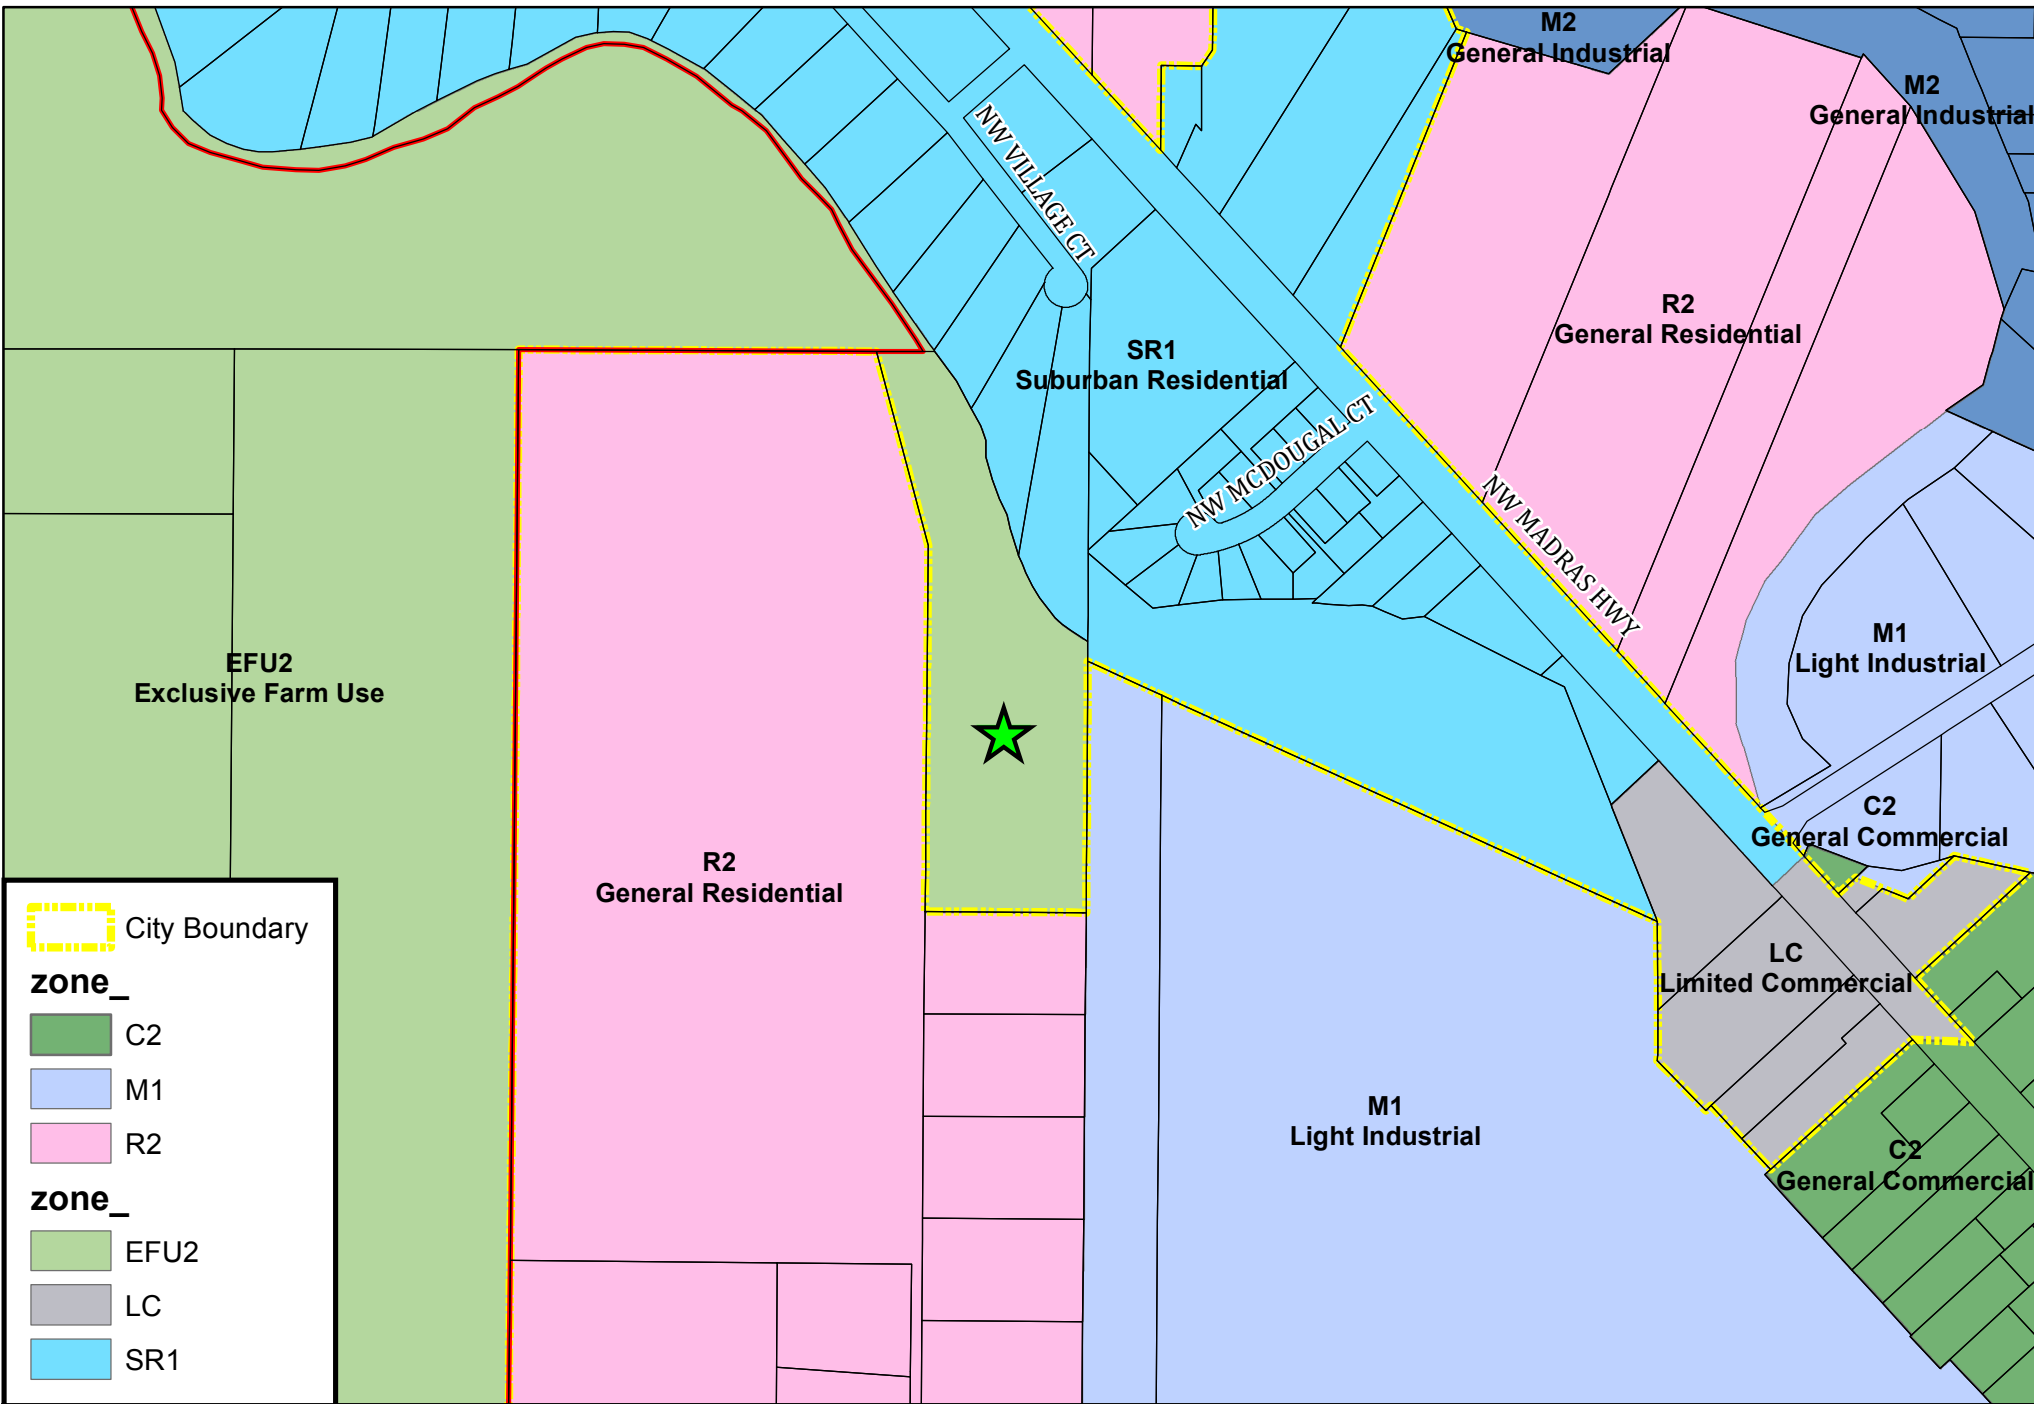 M2
General Industrial
M2
General Industrial
NW VILLAGE CT
R2
General Residential
SR1
Suburban Residential
NW MCDOUGAL CT
NW MADRAS HWY
M1
Light Industrial
EFU2
Exclusive Farm Use
C2
General Commercial
R2
General Residential
LC
Limited Commercial
M1
Light Industrial
C2
General Commercial
City Boundary
zone_
C2
M1
R2
zone_
EFU2
LC
SR1